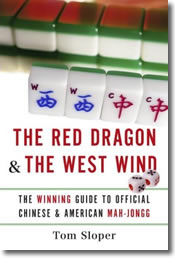 W W C C
西 西 中 中
THE RED DRAGON
& THE WEST WIND
THE WINNING GUIDE TO OFFICIAL
CHINESE & AMERICAN MAH-JONGG
Tom Sloper